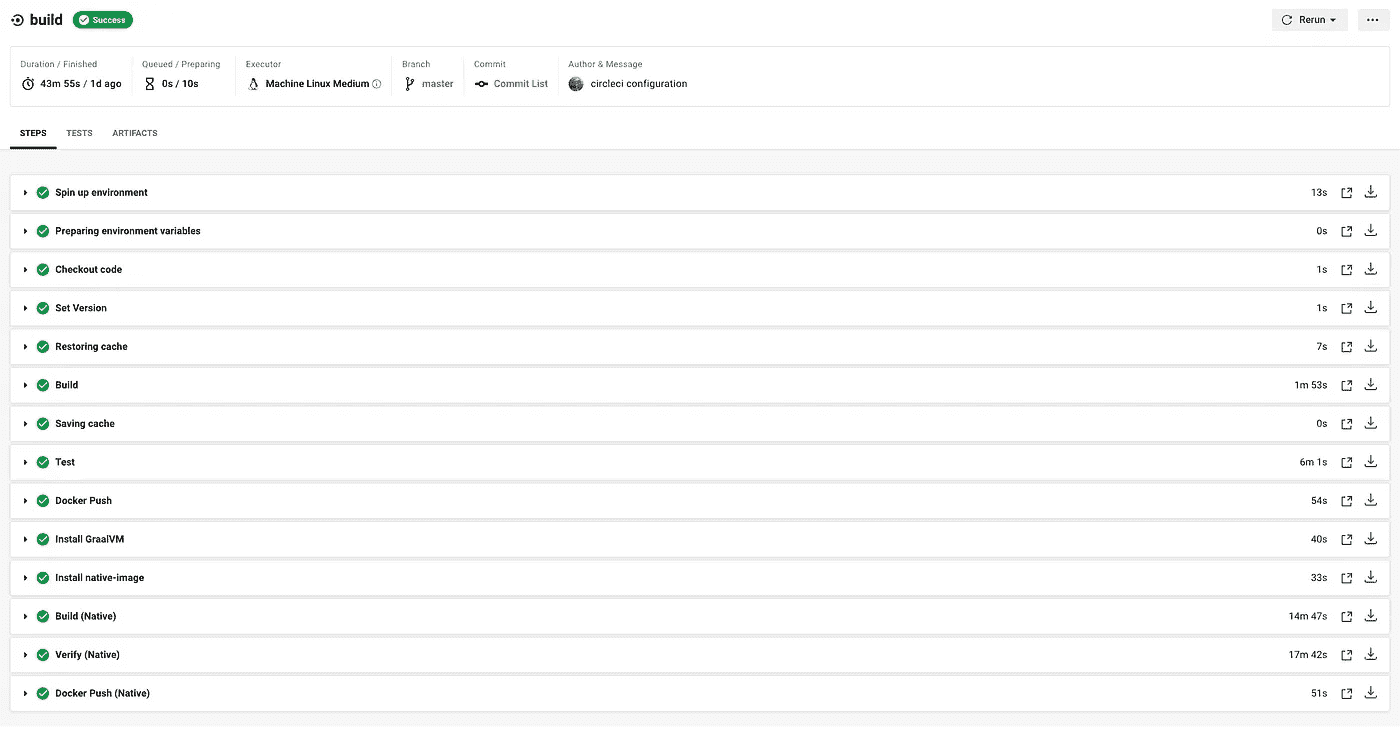 build Success Rerun ...
Duration / Finished Queued / Preparing Executor Branch Commit Author & Message
43m 55s / 1d ago 0s / 10s Machine Linux Medium master Commit List circleci configuration
STEPS TESTS ARTIFACTS
Spin up environment 13s
Preparing environment variables 0s
Checkout code 1s
Set Version 1s
Restoring cache 7s
Build 1m 53s
Saving cache 0s
Test 6m 1s
Docker Push 54s
Install GraalVM 40s
Install native-image 33s
Build (Native) 14m 47s
Verify (Native) 17m 42s
Docker Push (Native) 51s